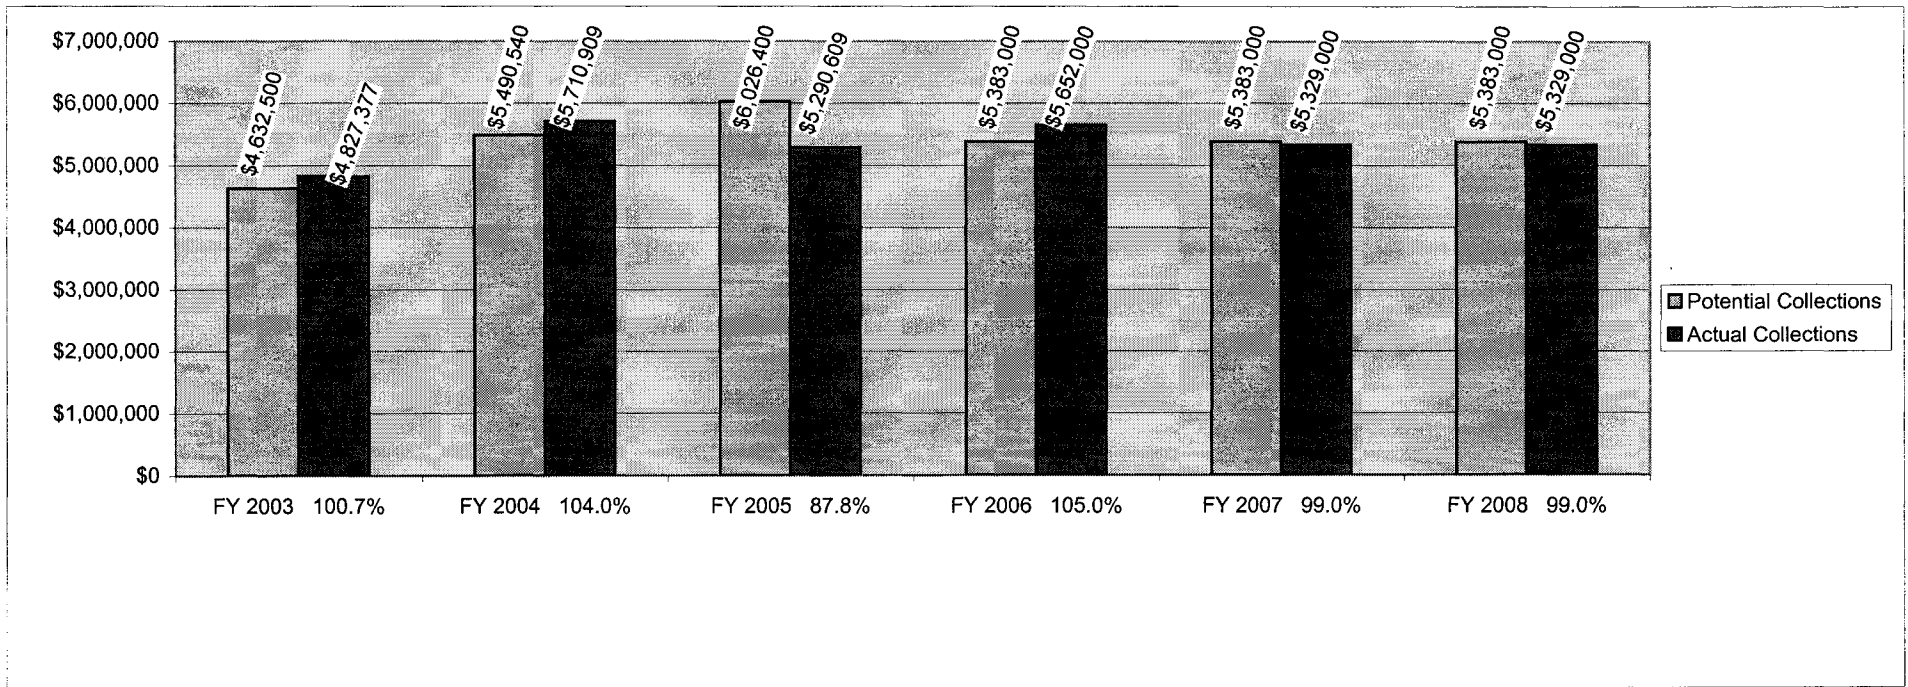 $7,000,000
$6,000,000
$5,000,000
$4,000,000
$3,000,000
$2,000,000
$1,000,000
$0
$4,632,500
$4,827,377
$5,490,540
$5,710,909
$6,026,400
$5,290,609
$5,383,000
$5,652,000
$5,383,000
$5,329,000
$5,383,000
$5,329,000
FY 2003 100.7%
FY 2004 104.0%
FY 2005 87.8%
FY 2006 105.0%
FY 2007 99.0%
FY 2008 99.0%
Potential Collections
Actual Collections